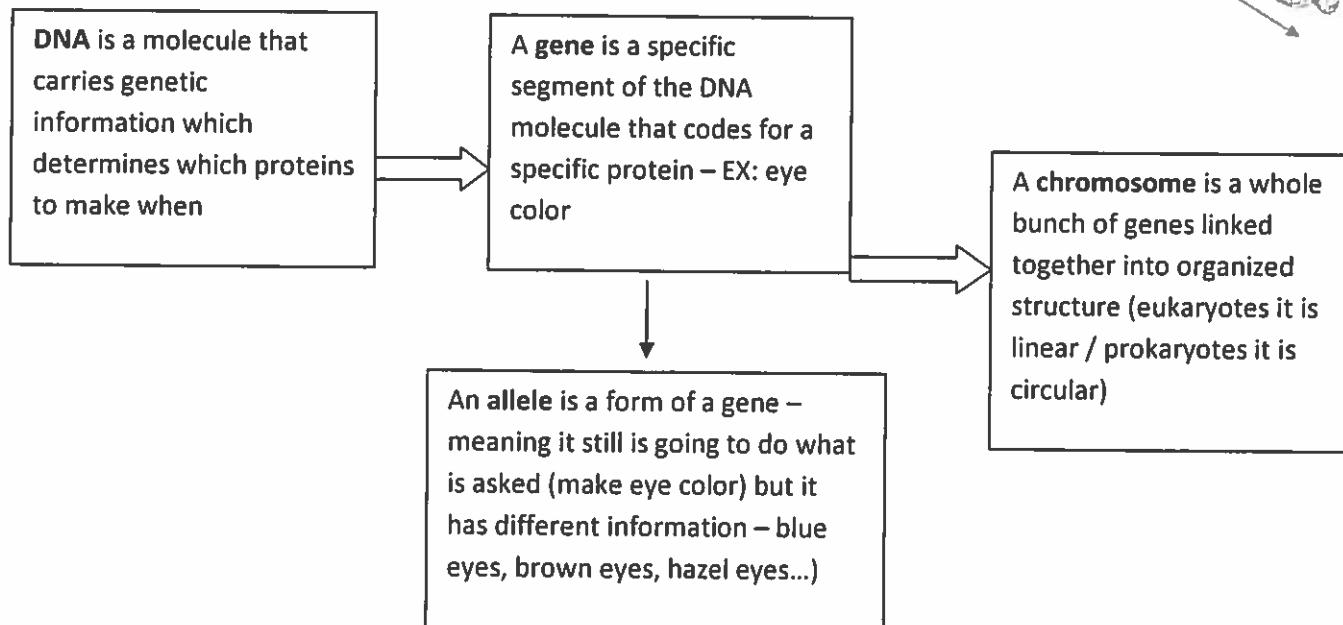 DNA is a molecule that
carries genetic
information which
determines which proteins
to make when
A gene is a specific
segment of the DNA
molecule that codes for a
specific protein – EX: eye
color
A chromosome is a whole
bunch of genes linked
together into organized
structure (eukaryotes it is
linear / prokaryotes it is
circular)
An allele is a form of a gene –
meaning it still is going to do what
is asked (make eye color) but it
has different information – blue
eyes, brown eyes, hazel eyes...)